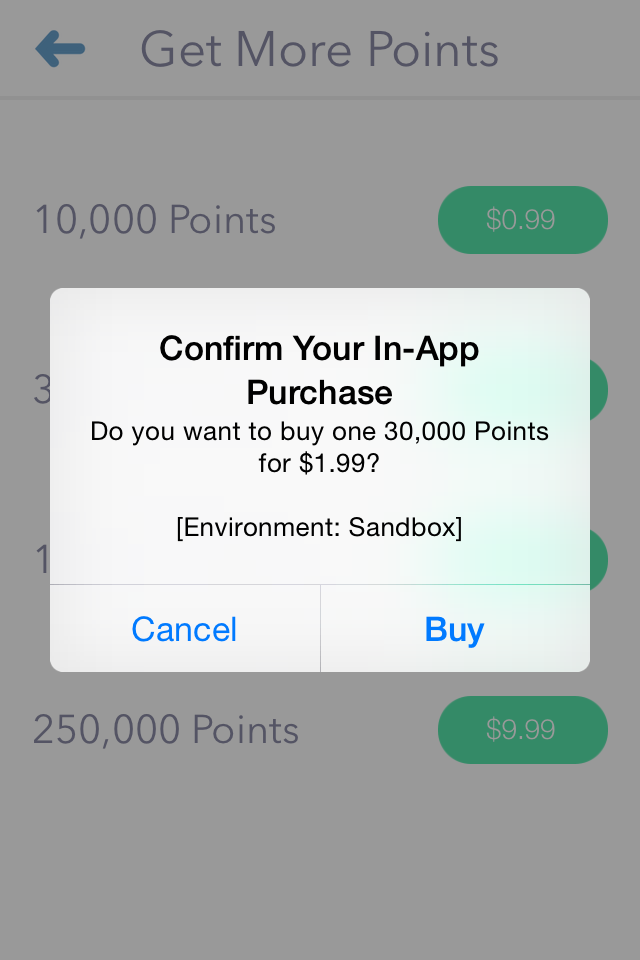 Get More Points
10,000 Points
$0.99
3
Confirm Your In-App
Purchase
Do you want to buy one 30,000 Points
for $1.99?
[Environment: Sandbox]
1
Cancel
Buy
250,000 Points
$9.99